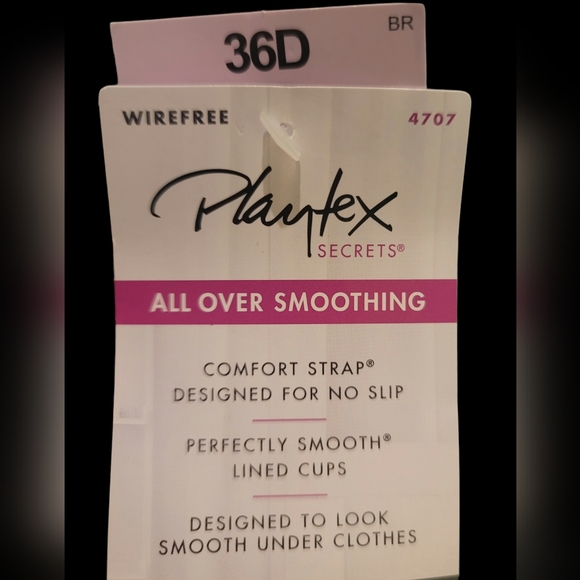 BR
36D
WIREFREE 4707
Playtex
SECRETS®
ALL OVER SMOOTHING
COMFORT STRAP®
DESIGNED FOR NO SLIP
PERFECTLY SMOOTH®
LINED CUPS
DESIGNED TO LOOK
SMOOTH UNDER CLOTHES